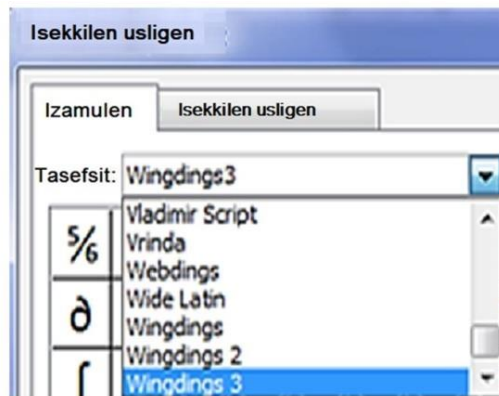 Isekkilen usligen
Izamulen Isekkilen usligen
Tasefsit: Wingdings3
Vladimir Script
Vrinda
Webdings
Wide Latin
Wingdings
Wingdings 2
Wingdings 3
⅚
∂
∫